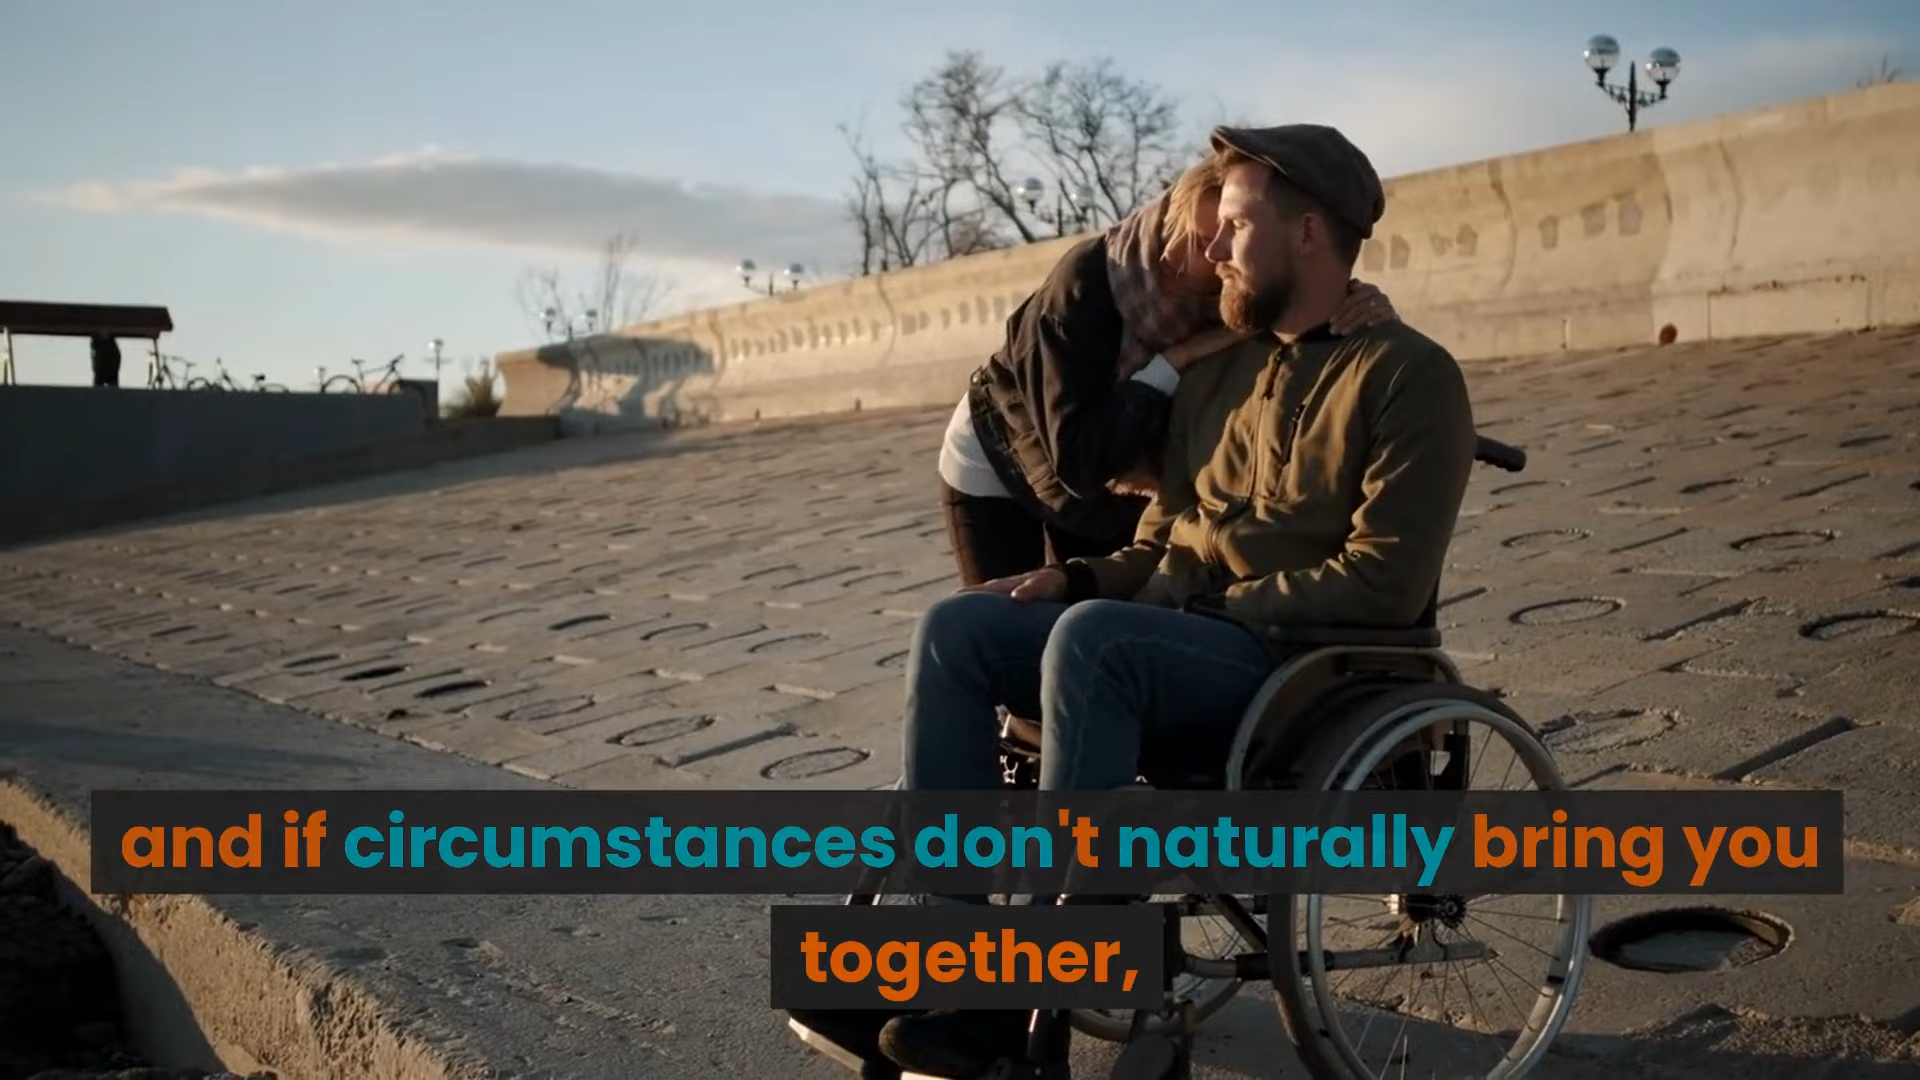 and if circumstances don't naturally bring you
together,